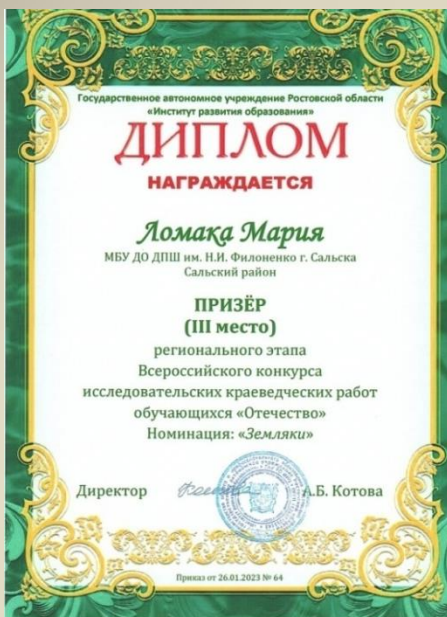 Государственное автономное учреждение Ростовской области
«Институт развития образования»
ДИПЛОМ
НАГРАЖДАЕТСЯ
Ломака Мария
МБУ ДО ДПШ им. Н.И. Филоненко г. Сальска
Сальский район
ПРИЗЁР
(III место)
регионального этапа
Всероссийского конкурса
исследовательских краеведческих работ
обучающихся «Отечество»
Номинация: «Земляки»
Директор А.Б. Котова
Приказ от 26.01.2023 № 64